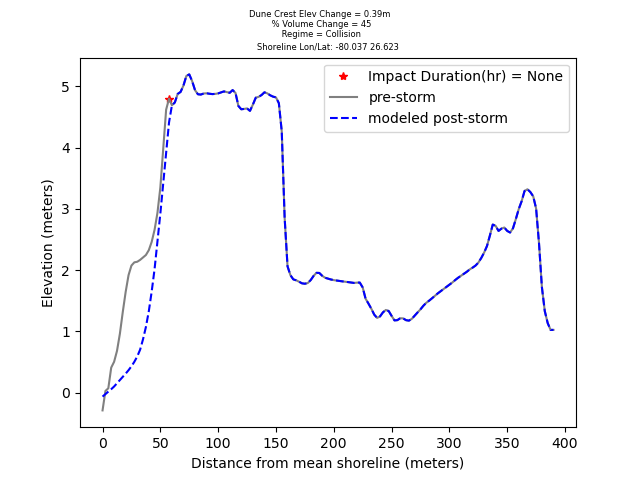 Dune Crest Elev Change = 0.39m
% Volume Change = 45
Regime = Collision
Shoreline Lon/Lat: -80.037 26.623
Impact Duration(hr) = None
pre-storm
modeled post-storm
5
4
3
2
1
0
Elevation (meters)
0 50 100 150 200 250 300 350 400
Distance from mean shoreline (meters)